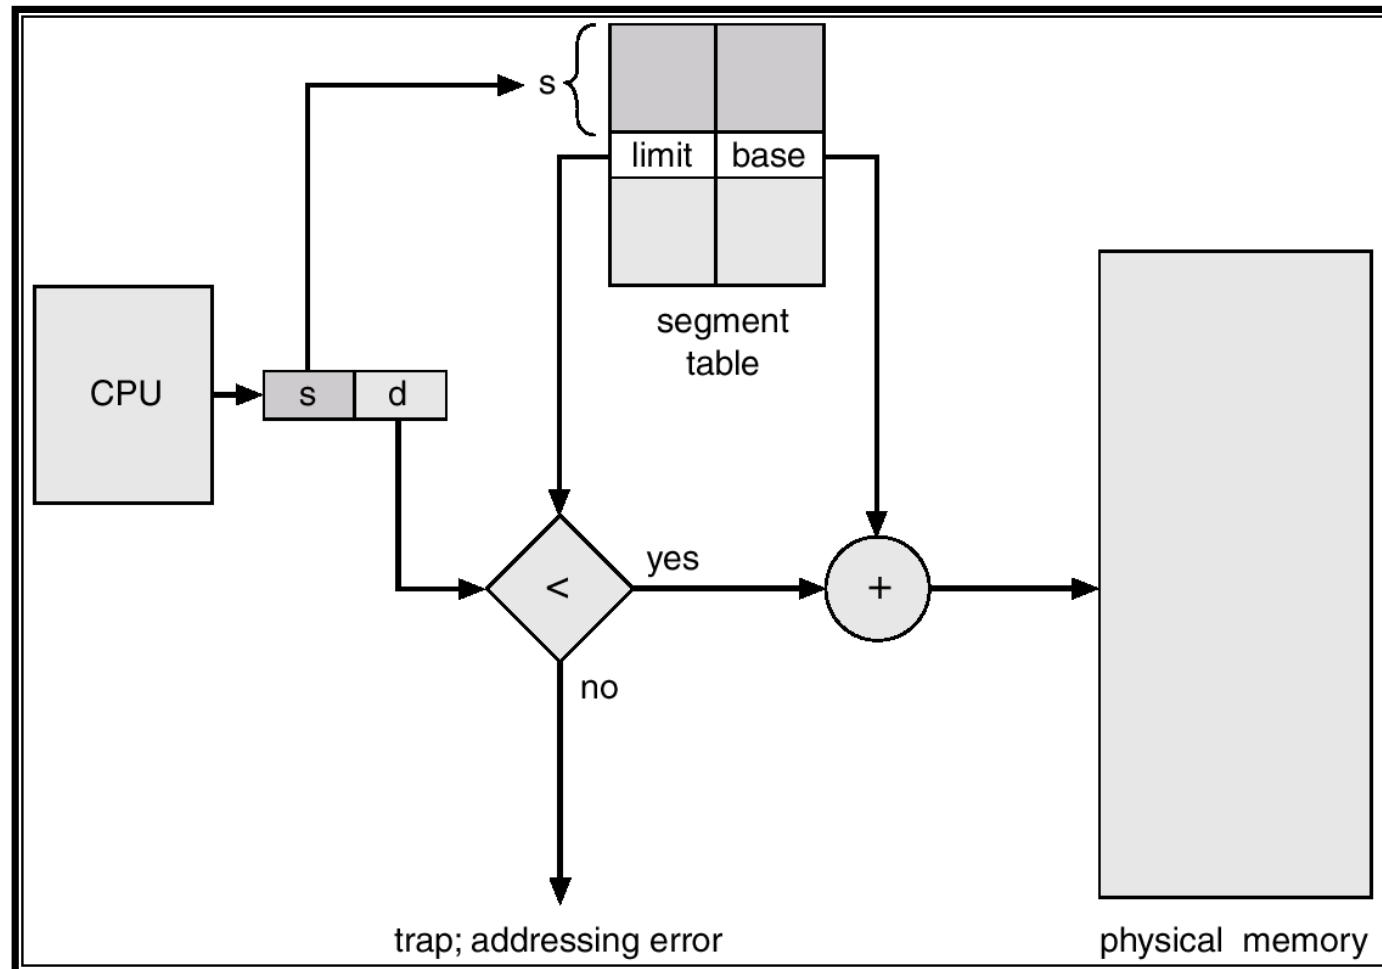 s
limit base
segment
table
CPU
s d
yes
<
+
no
trap; addressing error
physical memory